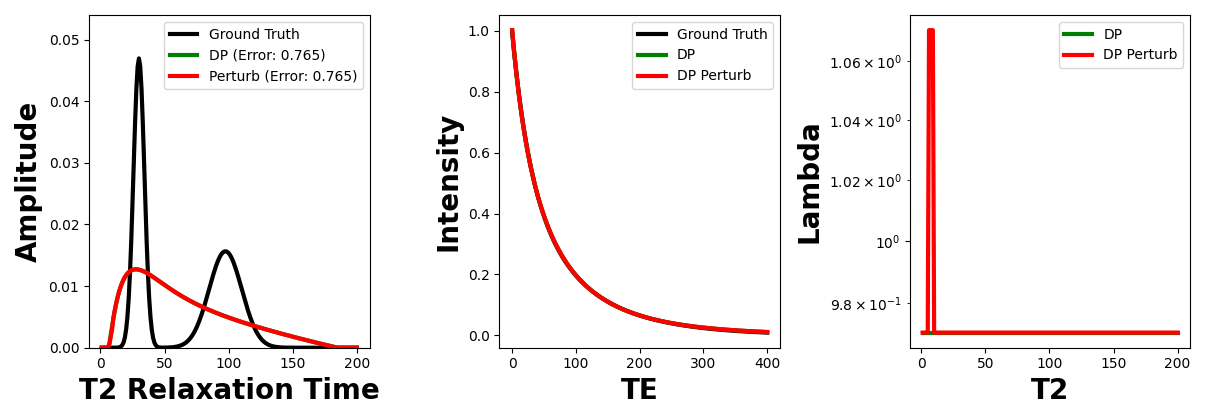 Amplitude
0.05
0.04
0.03
0.02
0.01
0.00
Ground Truth
DP (Error: 0.765)
Perturb (Error: 0.765)
0 50 100 150 200
T2 Relaxation Time
Intensity
1.0
0.8
0.6
0.4
0.2
0.0
Ground Truth
DP
DP Perturb
0 100 200 300 400
TE
Lambda
1.06 × 10⁰
1.04 × 10⁰
1.02 × 10⁰
10⁰
9.8 × 10⁻¹
DP
DP Perturb
0 50 100 150 200
T2